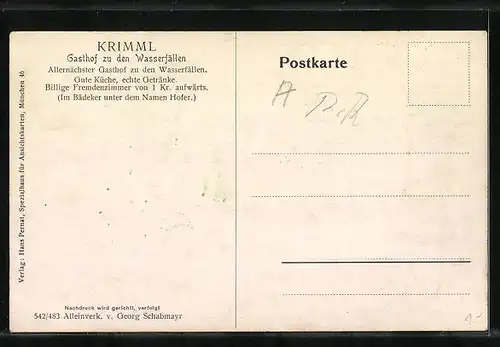 KRIMML
Gasthof zu den Wasserfällen
Allernächster Gasthof zu den Wasserfällen.
Gute Küche, echte Getränke.
Billige Fremdenzimmer von 1 Kr. aufwärts.
(Im Bädeker unter dem Namen Hofer.)
Verlag: Hans Pernat, Spezialhaus für Ansichtskarten, München 46
Nachdruck wird gerichtl. verfolgt
542/483 Alleinverk. v. Georg Schabmayr
Postkarte
A